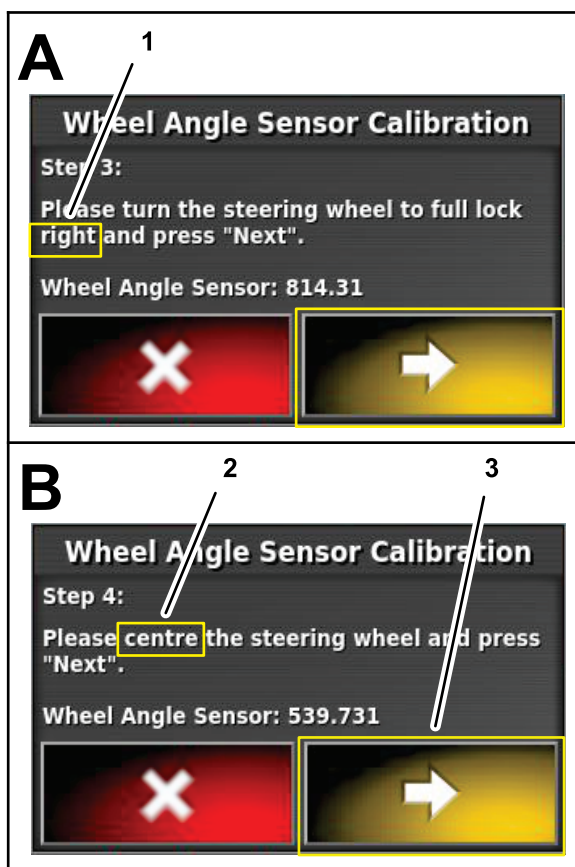 A
1
Wheel Angle Sensor Calibration
Step 3:
Please turn the steering wheel to full lock
right and press "Next".
Wheel Angle Sensor: 814.31
B
2
3
Wheel Angle Sensor Calibration
Step 4:
Please centre the steering wheel and press
"Next".
Wheel Angle Sensor: 539.731